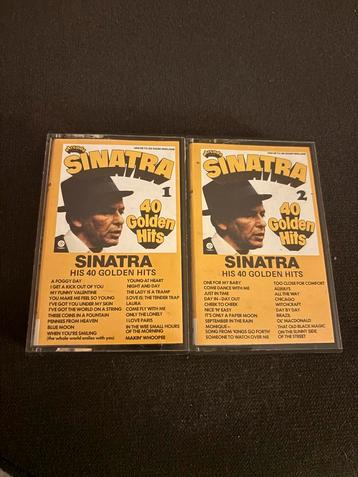 SINATRA
1
40
Golden
Hits
SINATRA
HIS 40 GOLDEN HITS
A FOGGY DAY
I GET A KICK OUT OF YOU
MY FUNNY VALENTINE
YOU MAKE ME FEEL SO YOUNG
I'VE GOT YOU UNDER MY SKIN
I'VE GOT THE WORLD ON A STRING
THREE COINS IN A FOUNTAIN
PENNIES FROM HEAVEN
BLUE MOON
WHEN YOU'RE SMILING
(the whole world smiles with you)
YOUNG AT HEART
NIGHT AND DAY
THE LADY IS A TRAMP
LOVE IS THE TENDER TRAP
LAURA
COME FLY WITH ME
ONLY THE LONELY
I LOVE PARIS
IN THE WEE SMALL HOURS
OF THE MORNING
MAKIN' WHOOPEE
SINATRA
2
40
Golden
Hits
SINATRA
HIS 40 GOLDEN HITS
ONE FOR MY BABY
COME DANCE WITH ME
JUST IN TIME
DAY IN-DAY OUT
CHEEK TO CHEEK
NICE 'N' EASY
IT'S ONLY A PAPER MOON
SEPTEMBER IN THE RAIN
MONIQUE-
SONG FROM 'KINGS GO FORTH'
SOMEONE TO WATCH OVER ME
TOO CLOSE FOR COMFORT
ALL THE WAY
CHICAGO
WITCHCRAFT
DAY BY DAY
BRAZIL
OL' MACDONALD
THAT OLD BLACK MAGIC
ON THE SUNNY SIDE
OF THE STREET